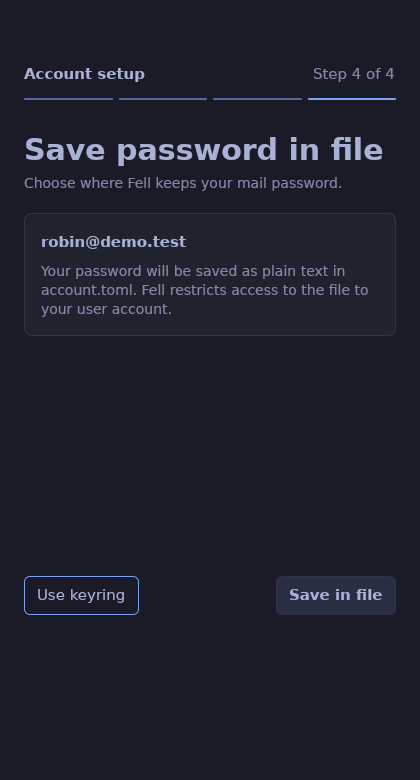 Account setup
Step 4 of 4
Save password in file
Choose where Fell keeps your mail password.
robin@demo.test
Your password will be saved as plain text in
account.toml. Fell restricts access to the file to
your user account.
Use keyring
Save in file